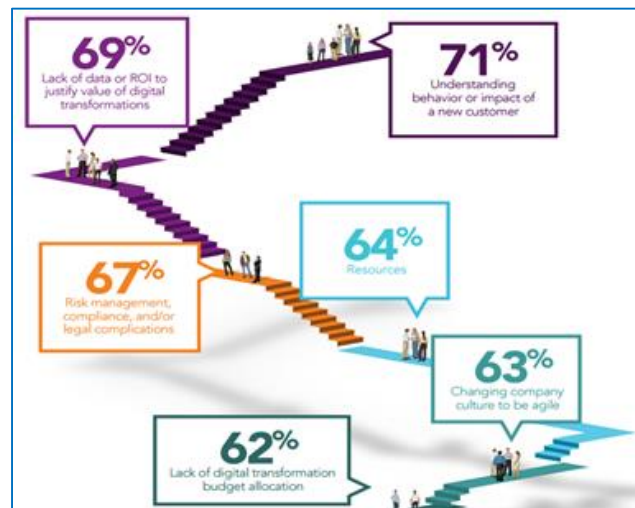 69%
Lack of data or ROI to
justify value of digital
transformations
71%
Understanding
behavior or impact of
a new customer
67%
Risk management,
compliance, and/or
legal complications
64%
Resources
63%
Changing company
culture to be agile
62%
Lack of digital transformation
budget allocation